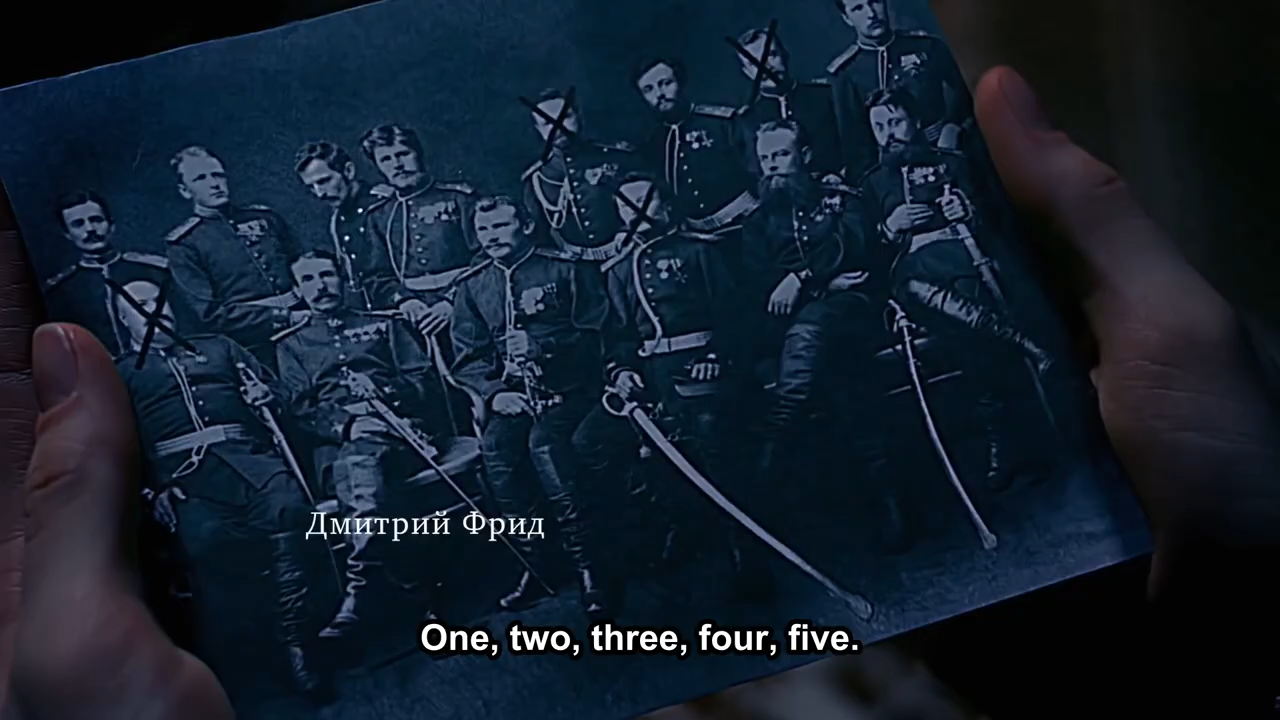 Дмитрий Фрид
One, two, three, four, five.